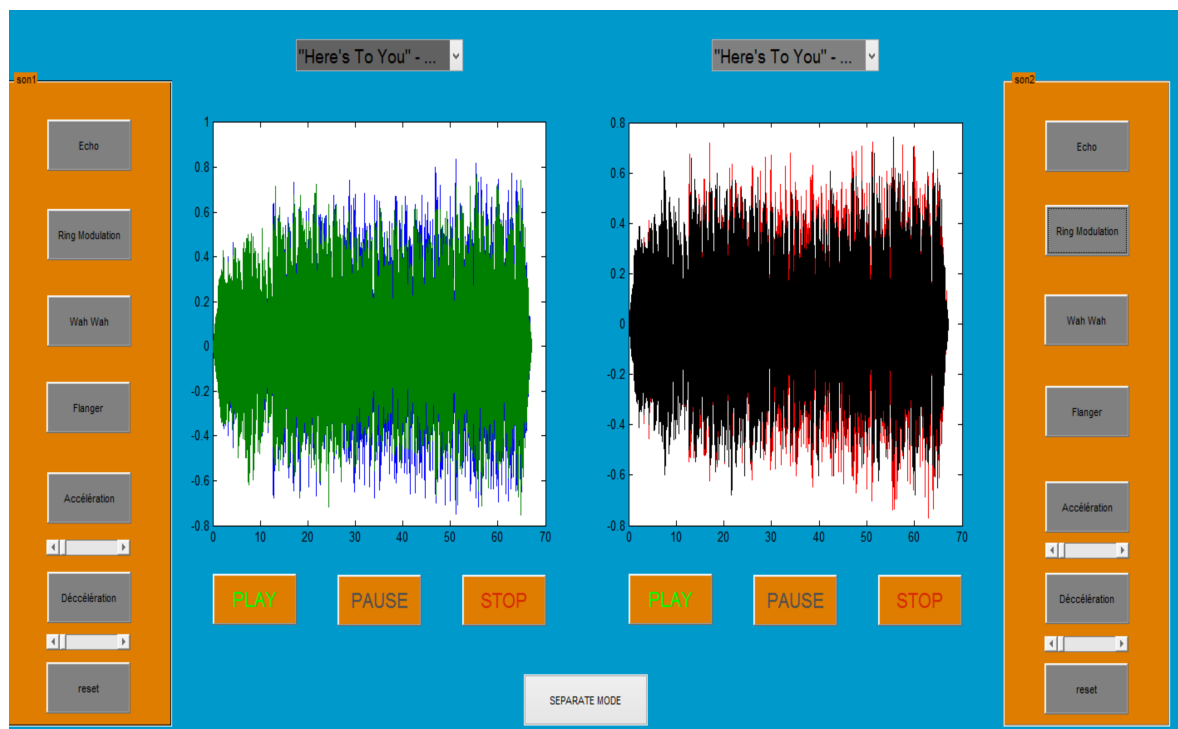 "Here's To You" - ...
"Here's To You" - ...
son1
Echo
Ring Modulation
Wah Wah
Flanger
Accélération
Déccélération
reset
1
0.8
0.6
0.4
0.2
0
-0.2
-0.4
-0.6
-0.8
0 10 20 30 40 50 60 70
PLAY PAUSE STOP
0.8
0.6
0.4
0.2
0
-0.2
-0.4
-0.6
-0.8
0 10 20 30 40 50 60 70
PLAY PAUSE STOP
SEPARATE MODE
son2
Echo
Ring Modulation
Wah Wah
Flanger
Accélération
Déccélération
reset